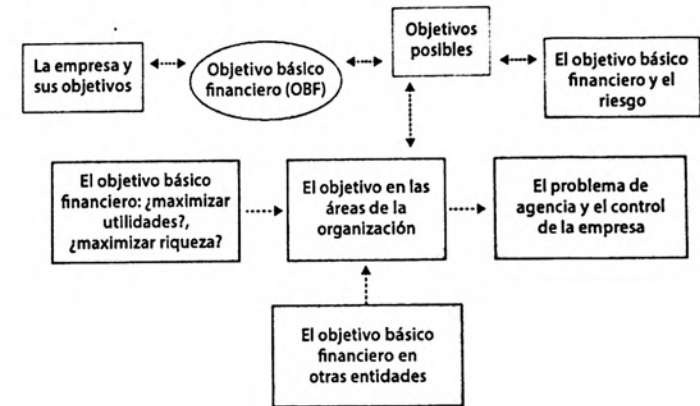 La empresa y
sus objetivos
Objetivo básico
financiero (OBF)
Objetivos
posibles
El objetivo básico
financiero y el
riesgo
El objetivo básico
financiero: ¿maximizar
utilidades?,
¿maximizar riqueza?
El objetivo en las
áreas de la
organización
El problema de
agencia y el control
de la empresa
El objetivo básico
financiero en
otras entidades